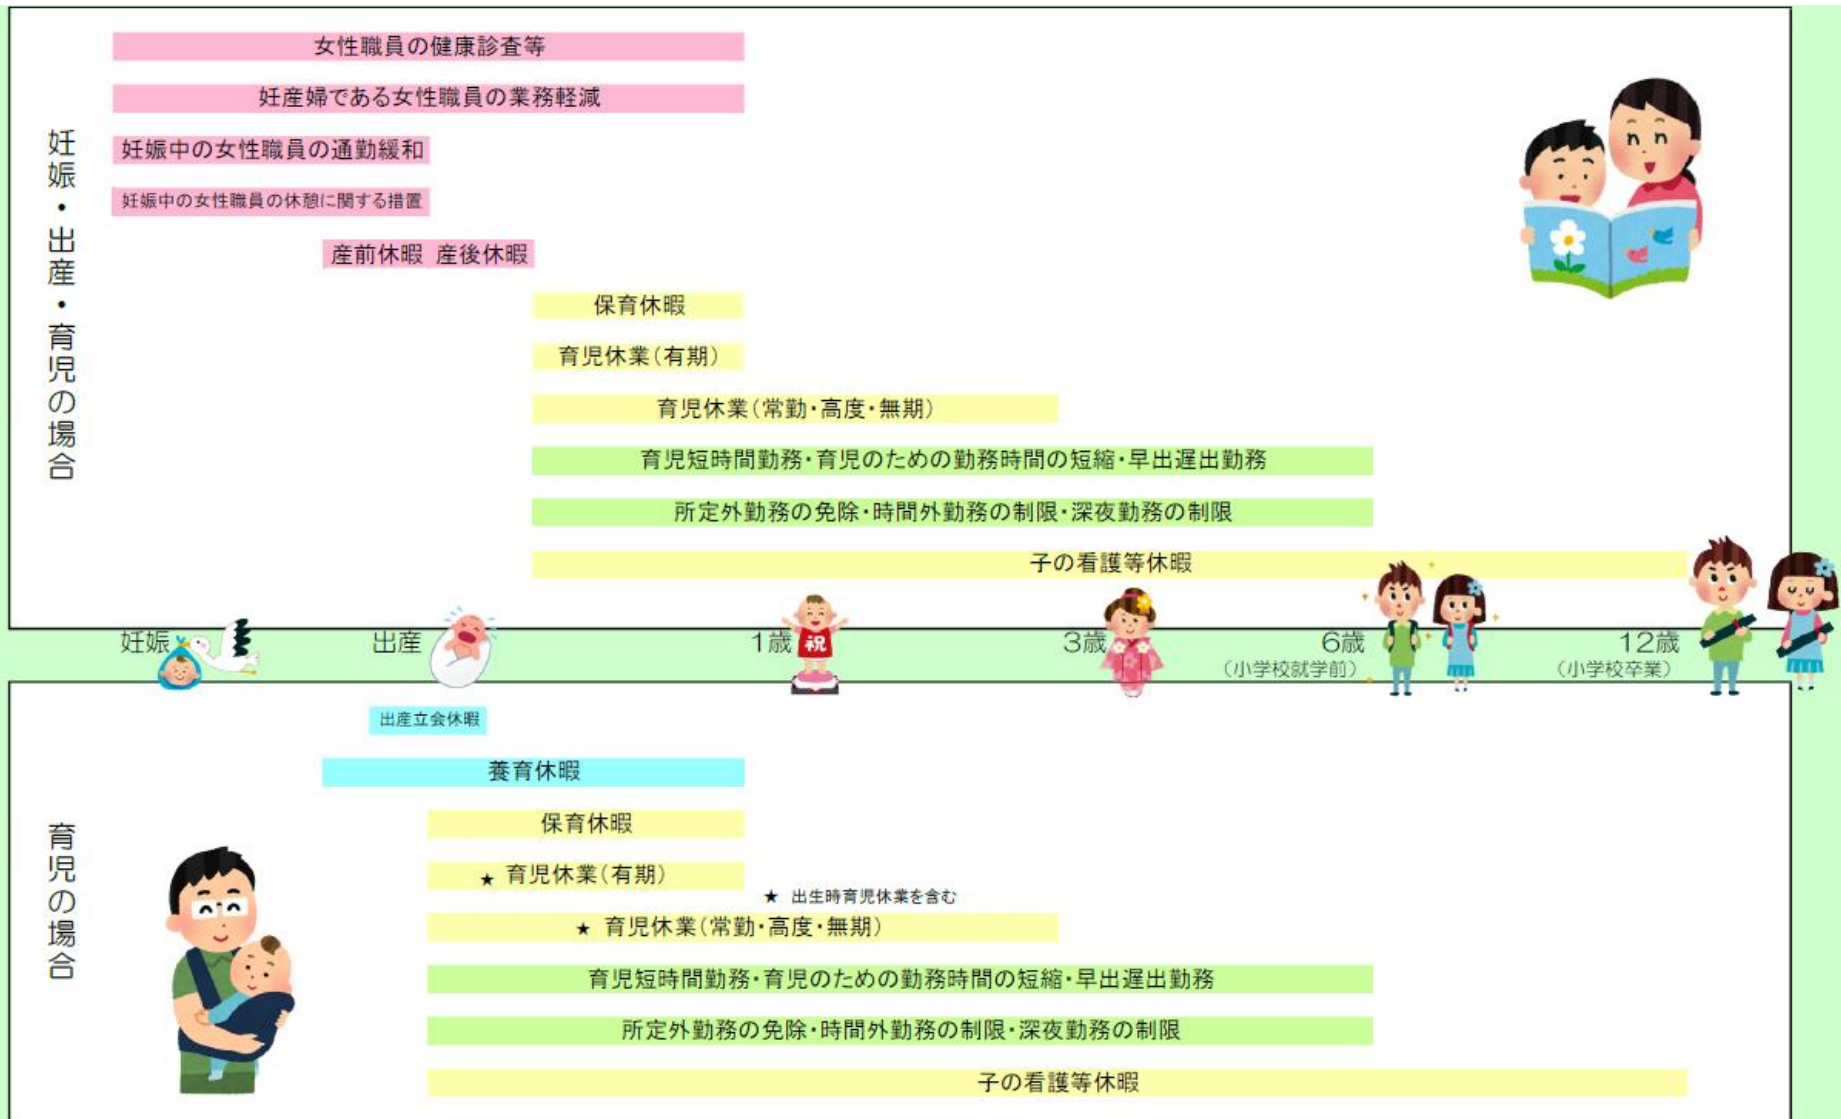 妊娠・出産・育児の場合
女性職員の健康診査等
妊産婦である女性職員の業務軽減
妊娠中の女性職員の通勤緩和
妊娠中の女性職員の休憩に関する措置
産前休暇 産後休暇
保育休暇
育児休業(有期)
育児休業(常勤・高度・無期)
育児短時間勤務・育児のための勤務時間の短縮・早出遅出勤務
所定外勤務の免除・時間外勤務の制限・深夜勤務の制限
子の看護等休暇
妊娠 出産 1歳 祝 3歳 6歳 12歳
(小学校就学前) (小学校卒業)
育児の場合
出産立会休暇
養育休暇
保育休暇
★ 育児休業(有期)
★ 出生時育児休業を含む
★ 育児休業(常勤・高度・無期)
育児短時間勤務・育児のための勤務時間の短縮・早出遅出勤務
所定外勤務の免除・時間外勤務の制限・深夜勤務の制限
子の看護等休暇